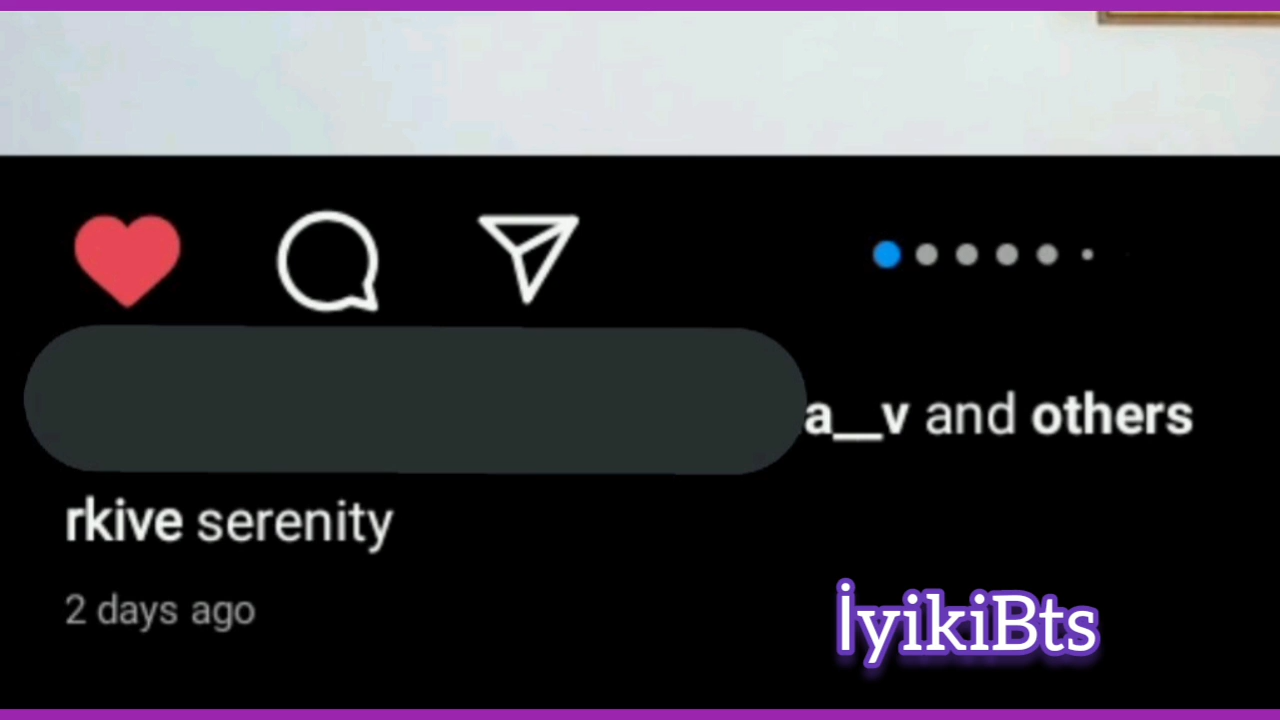 a__v and others
rkive serenity
2 days ago
İyikiBts